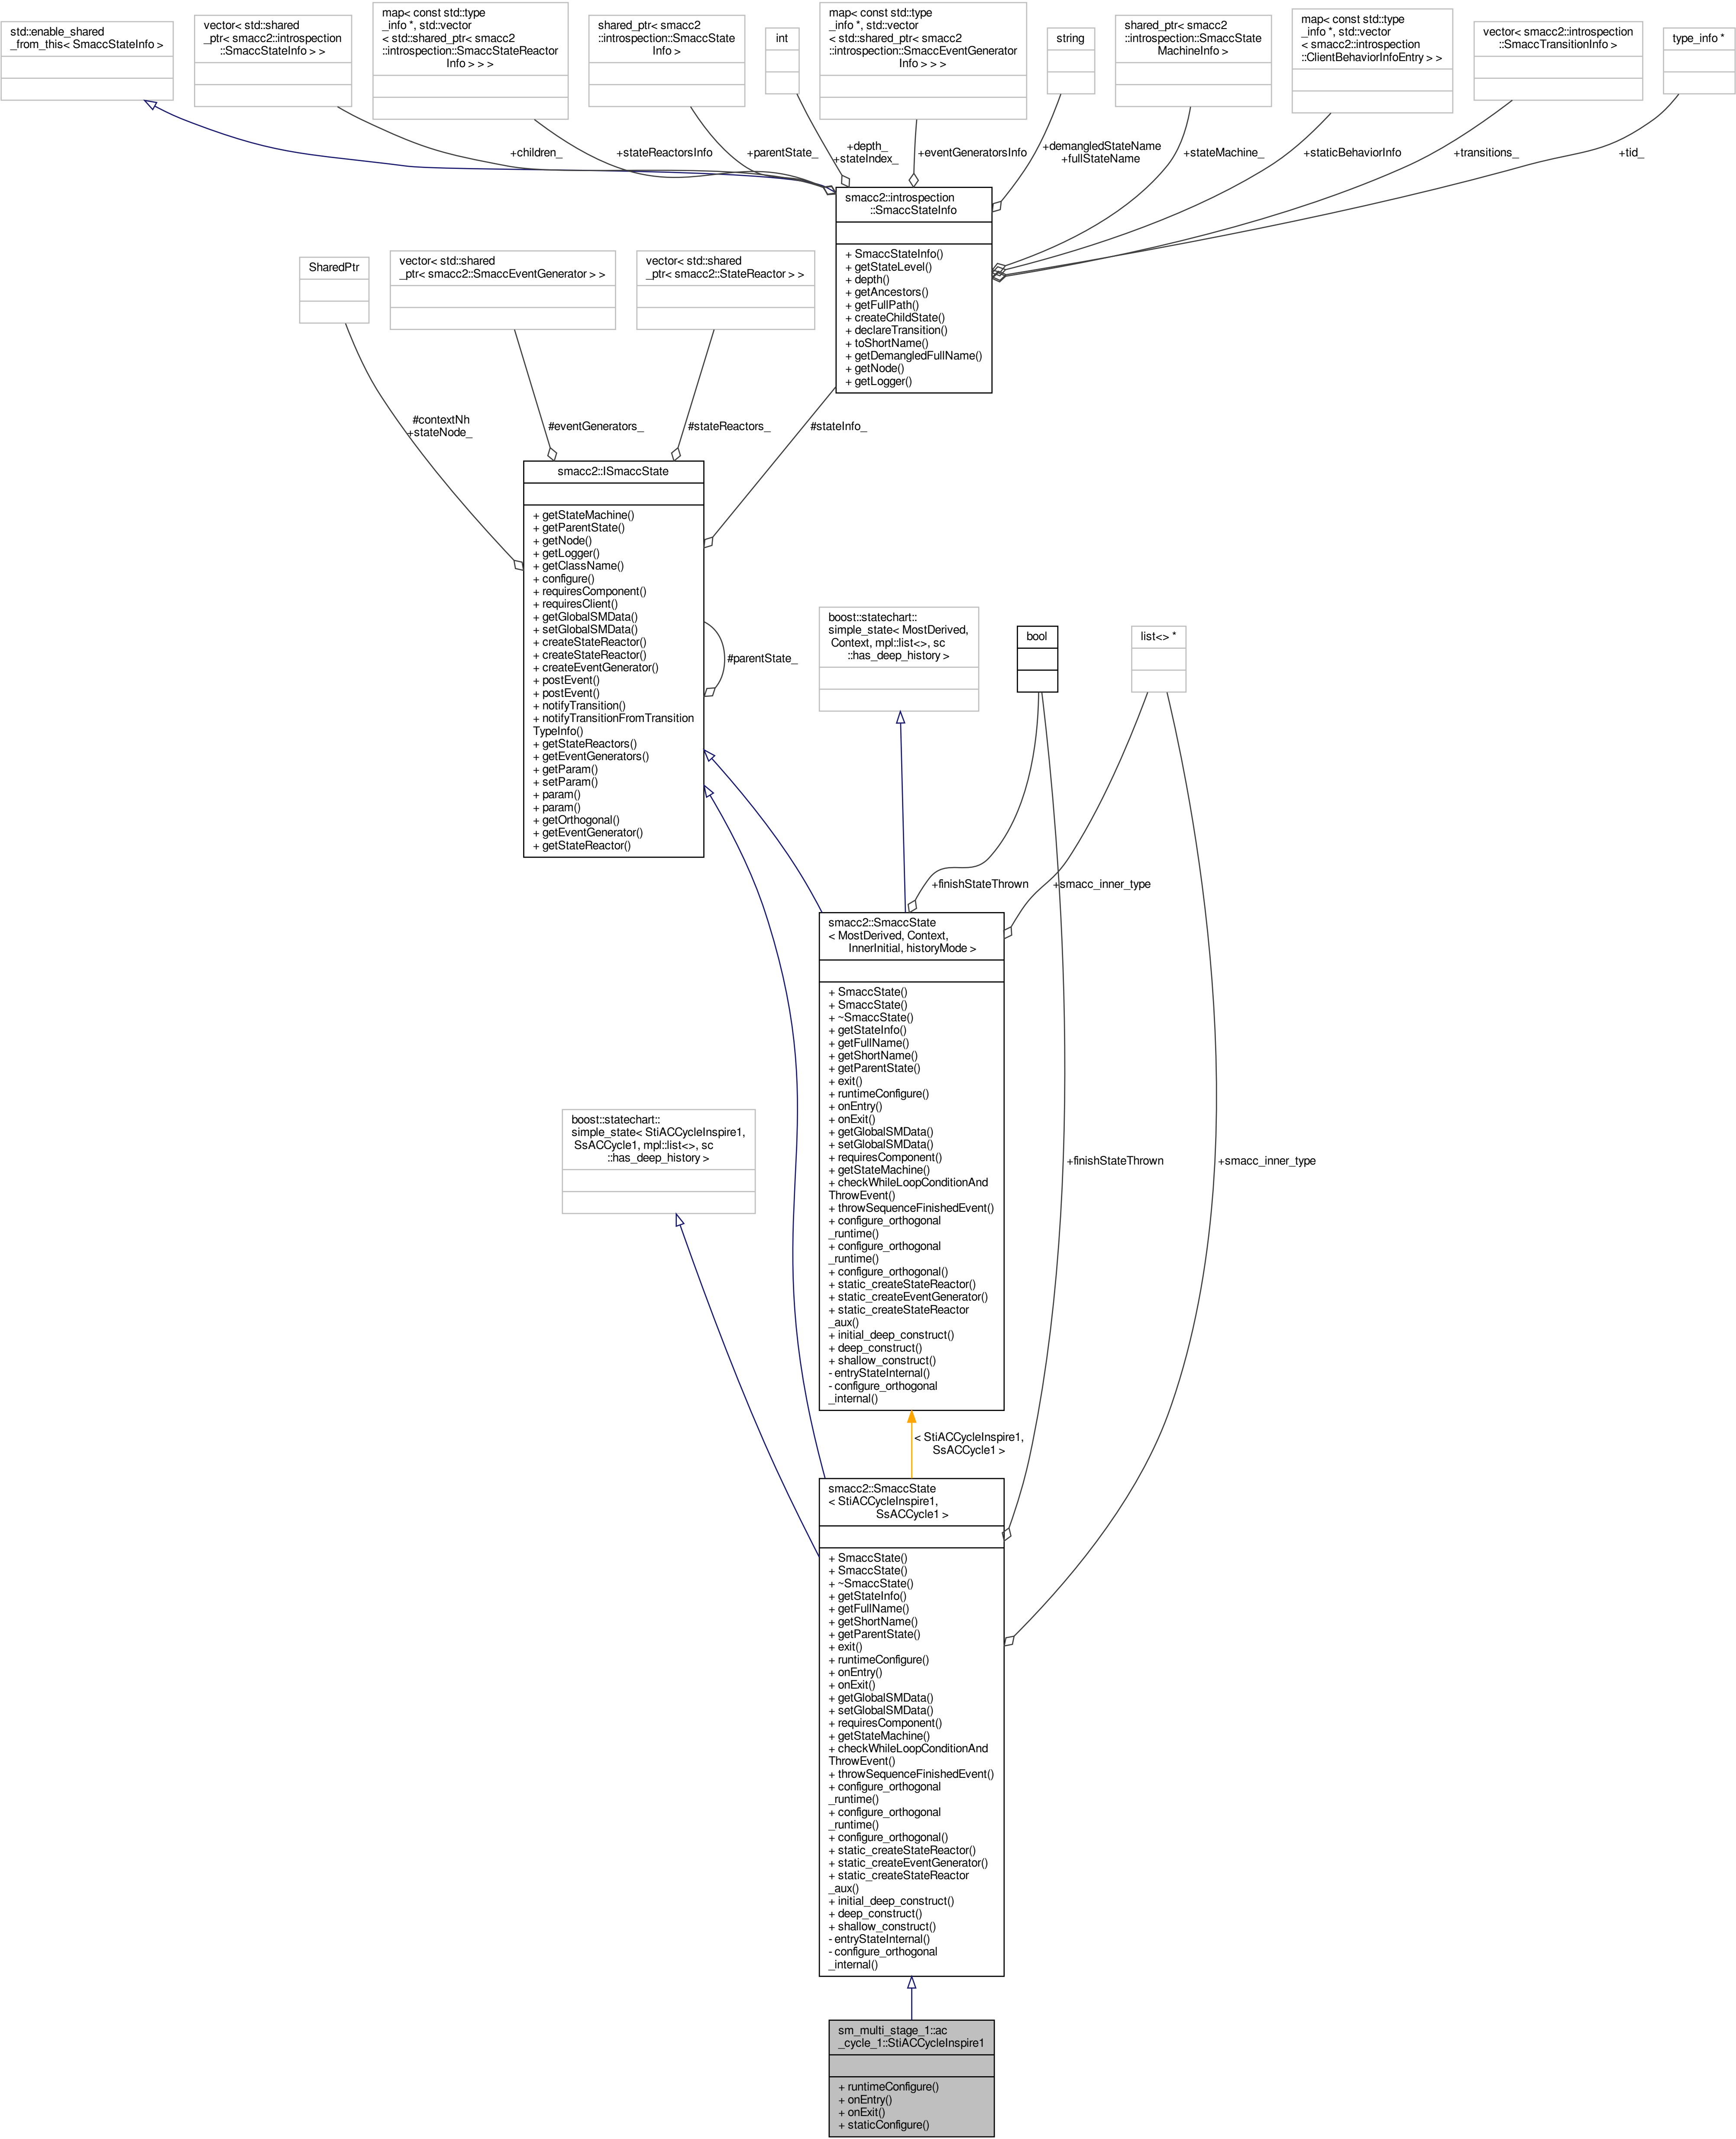 std::enable_shared
_from_this< SmaccStateInfo >
vector< std::shared
_ptr< smacc2::introspection
::SmaccStateInfo > >
map< const std::type
_info *, std::vector
< std::shared_ptr< smacc2
::introspection::SmaccStateReactor
Info > > >
shared_ptr< smacc2
::introspection::SmaccState
Info >
int
map< const std::type
_info *, std::vector
< std::shared_ptr< smacc2
::introspection::SmaccEventGenerator
Info > > >
string
shared_ptr< smacc2
::introspection::SmaccState
MachineInfo >
map< const std::type
_info *, std::vector
< smacc2::introspection
::ClientBehaviorInfoEntry > >
vector< smacc2::introspection
::SmaccTransitionInfo >
type_info *
+children_
+stateReactorsInfo
+parentState_
+depth_
+stateIndex_
+eventGeneratorsInfo
+demangledStateName
+fullStateName
+stateMachine_
+staticBehaviorInfo
+transitions_
+tid_
smacc2::introspection
::SmaccStateInfo
+ SmaccStateInfo()
+ getStateLevel()
+ depth()
+ getAncestors()
+ getFullPath()
+ createChildState()
+ declareTransition()
+ toShortName()
+ getDemangledFullName()
+ getNode()
+ getLogger()
SharedPtr
vector< std::shared
_ptr< smacc2::SmaccEventGenerator > >
vector< std::shared
_ptr< smacc2::StateReactor > >
#contextNh
+stateNode_
#eventGenerators_
#stateReactors_
#stateInfo_
smacc2::ISmaccState
+ getStateMachine()
+ getParentState()
+ getNode()
+ getLogger()
+ getClassName()
+ configure()
+ requiresComponent()
+ requiresClient()
+ getGlobalSMData()
+ setGlobalSMData()
+ createStateReactor()
+ createStateReactor()
+ createEventGenerator()
+ postEvent()
+ postEvent()
+ notifyTransition()
+ notifyTransitionFromTransition
TypeInfo()
+ getStateReactors()
+ getEventGenerators()
+ getParam()
+ setParam()
+ param()
+ param()
+ getOrthogonal()
+ getEventGenerator()
+ getStateReactor()
#parentState_
boost::statechart::
simple_state< MostDerived,
Context, mpl::list<>, sc
::has_deep_history >
bool
list<> *
+finishStateThrown
+smacc_inner_type
smacc2::SmaccState
< MostDerived, Context,
InnerInitial, historyMode >
+ SmaccState()
+ SmaccState()
+ ~SmaccState()
+ getStateInfo()
+ getFullName()
+ getShortName()
+ getParentState()
+ exit()
+ runtimeConfigure()
+ onEntry()
+ onExit()
+ getGlobalSMData()
+ setGlobalSMData()
+ requiresComponent()
+ getStateMachine()
+ checkWhileLoopConditionAnd
ThrowEvent()
+ throwSequenceFinishedEvent()
+ configure_orthogonal
_runtime()
+ configure_orthogonal
_runtime()
+ configure_orthogonal()
+ static_createStateReactor()
+ static_createEventGenerator()
+ static_createStateReactor
_aux()
+ initial_deep_construct()
+ deep_construct()
+ shallow_construct()
- entryStateInternal()
- configure_orthogonal
_internal()
boost::statechart::
simple_state< StiACCycleInspire1,
SsACCycle1, mpl::list<>, sc
::has_deep_history >
+finishStateThrown
+smacc_inner_type
< StiACCycleInspire1,
SsACCycle1 >
smacc2::SmaccState
< StiACCycleInspire1,
SsACCycle1 >
+ SmaccState()
+ SmaccState()
+ ~SmaccState()
+ getStateInfo()
+ getFullName()
+ getShortName()
+ getParentState()
+ exit()
+ runtimeConfigure()
+ onEntry()
+ onExit()
+ getGlobalSMData()
+ setGlobalSMData()
+ requiresComponent()
+ getStateMachine()
+ checkWhileLoopConditionAnd
ThrowEvent()
+ throwSequenceFinishedEvent()
+ configure_orthogonal
_runtime()
+ configure_orthogonal
_runtime()
+ configure_orthogonal()
+ static_createStateReactor()
+ static_createEventGenerator()
+ static_createStateReactor
_aux()
+ initial_deep_construct()
+ deep_construct()
+ shallow_construct()
- entryStateInternal()
- configure_orthogonal
_internal()
sm_multi_stage_1::ac
_cycle_1::StiACCycleInspire1
+ runtimeConfigure()
+ onEntry()
+ onExit()
+ staticConfigure()